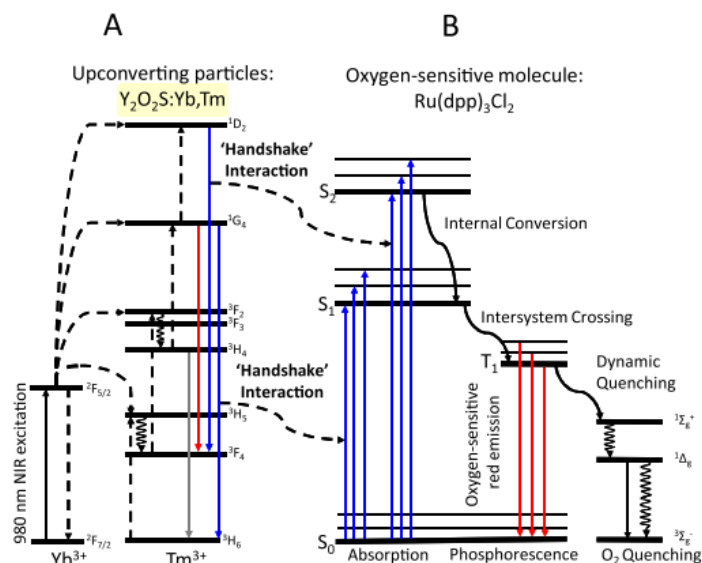 A
B
Upconverting particles:
Y₂O₂S:Yb,Tm
Oxygen-sensitive molecule:
Ru(dpp)₃Cl₂
¹D₂
'Handshake'
Interaction
S₂
¹G₄
Internal Conversion
S₁
³F₂
³F₃
Intersystem Crossing
³H₄
T₁
Dynamic
Quenching
'Handshake'
Interaction
²F₅/₂
³H₅
¹Σg⁺
³F₄
¹Δg
980 nm NIR excitation
Oxygen-sensitive
red emission
²F₇/₂
³H₆
S₀
³Σg⁻
Yb³⁺
Tm³⁺
Absorption
Phosphorescence
O₂ Quenching